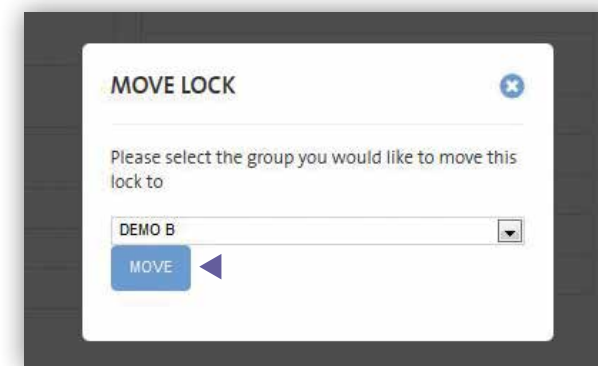 MOVE LOCK
Please select the group you would like to move this
lock to
DEMO B
MOVE